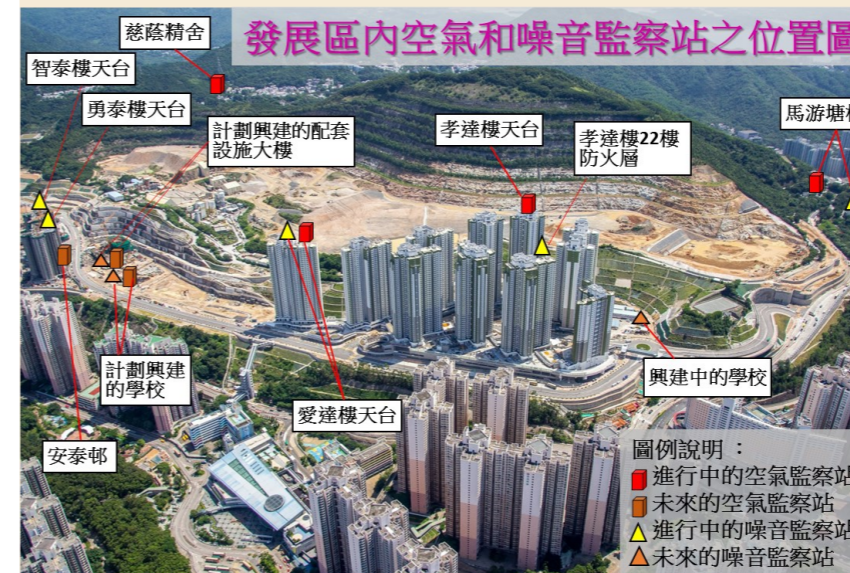 發展區內空氣和噪音監察站之位置圖
慈蔭精舍
智泰樓天台
勇泰樓天台
計劃興建的配套
設施大樓
孝達樓天台
孝達樓22樓
防火層
馬游塘村
計劃興建
的學校
愛達樓天台
興建中的學校
安泰邨
圖例說明：
進行中的空氣監察站
未來的空氣監察站
進行中的噪音監察站
未來的噪音監察站